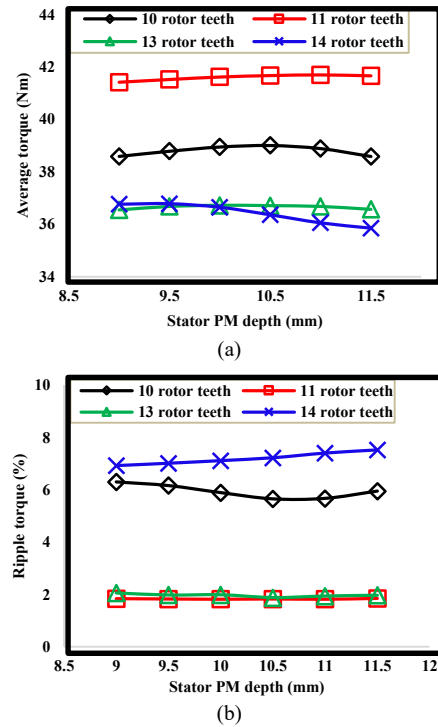 44
42
40
38
36
34
Average torque (Nm)
10 rotor teeth
11 rotor teeth
13 rotor teeth
14 rotor teeth
8.5 9 9.5 10 10.5 11 11.5
Stator PM depth (mm)
(a)
10
8
6
4
2
0
Ripple torque (%)
10 rotor teeth
11 rotor teeth
13 rotor teeth
14 rotor teeth
8.5 9 9.5 10 10.5 11 11.5 12
Stator PM depth (mm)
(b)